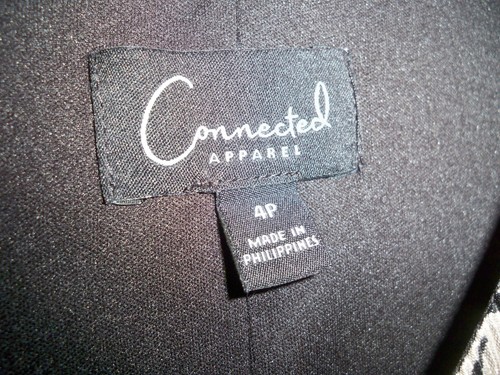 Connected
APPAREL
4P
MADE IN
PHILIPPINES